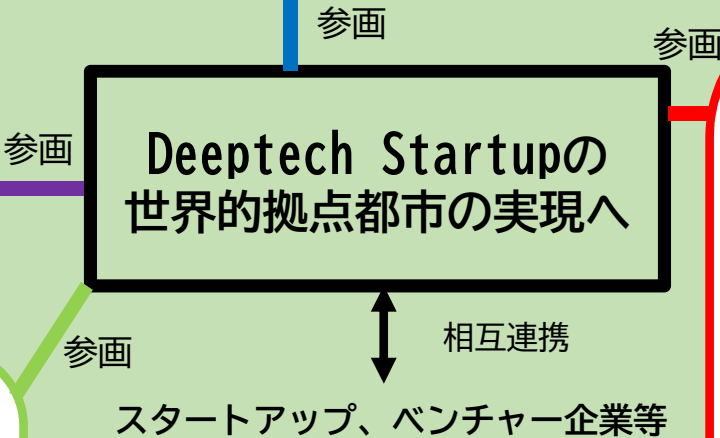 参画
参画
参画
Deeptech Startupの
世界的拠点都市の実現へ
参画
相互連携
スタートアップ、ベンチャー企業等